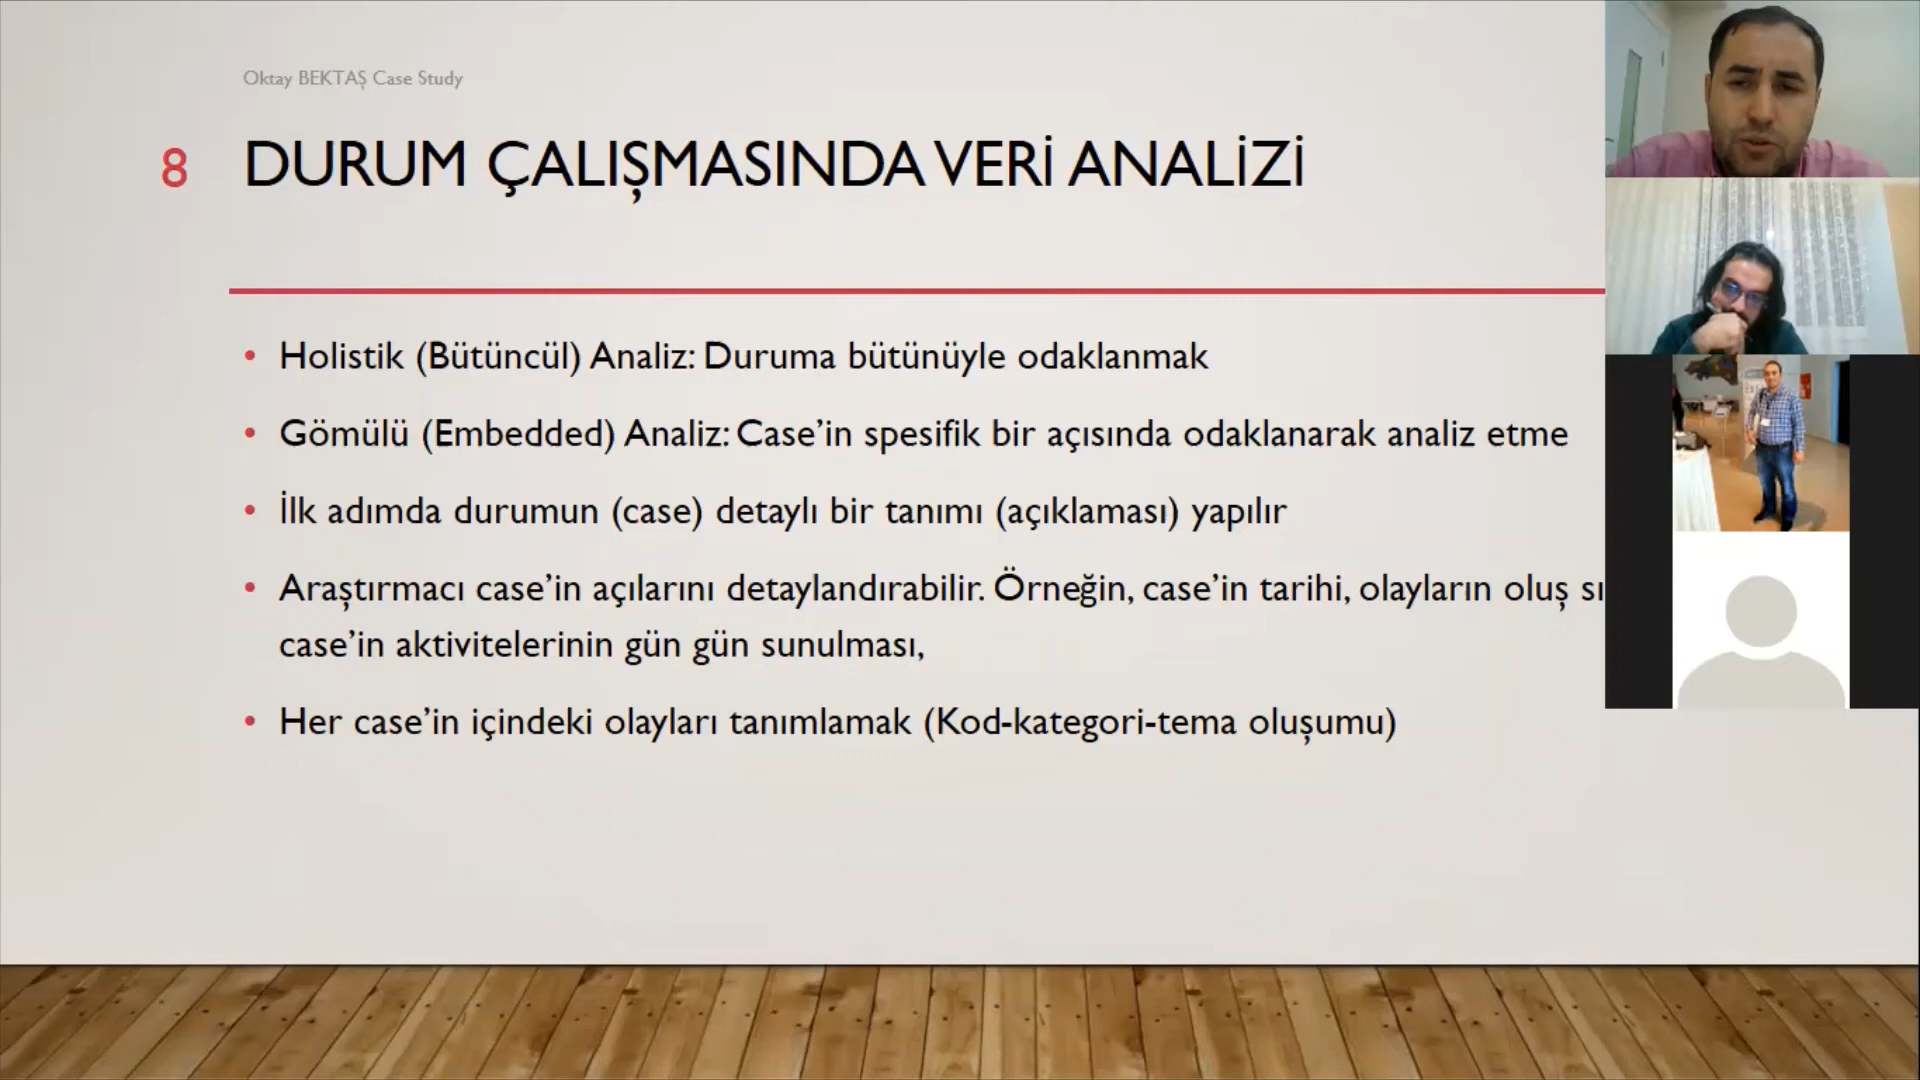 Oktay BEKTAŞ Case Study
8
DURUM ÇALIŞMASINDA VERİ ANALİZİ
• Holistik (Bütüncül) Analiz: Duruma bütünüyle odaklanmak
• Gömülü (Embedded) Analiz: Case’in spesifik bir açısında odaklanarak analiz etme
• İlk adımda durumun (case) detaylı bir tanımı (açıklaması) yapılır
• Araştırmacı case’in açılarını detaylandırabilir. Örneğin, case’in tarihi, olayların oluş
case’in aktivitelerinin gün gün sunulması,
• Her case’in içindeki olayları tanımlamak (Kod-kategori-tema oluşumu)